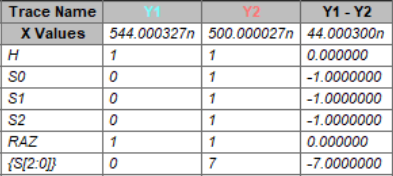 Trace Name Y1 Y2 Y1 - Y2
X Values 544.000327n 500.000027n 44.000300n
H 1 1 0.000000
S0 0 1 -1.0000000
S1 0 1 -1.0000000
S2 0 1 -1.0000000
RAZ 1 1 0.000000
{S[2:0]} 0 7 -7.0000000